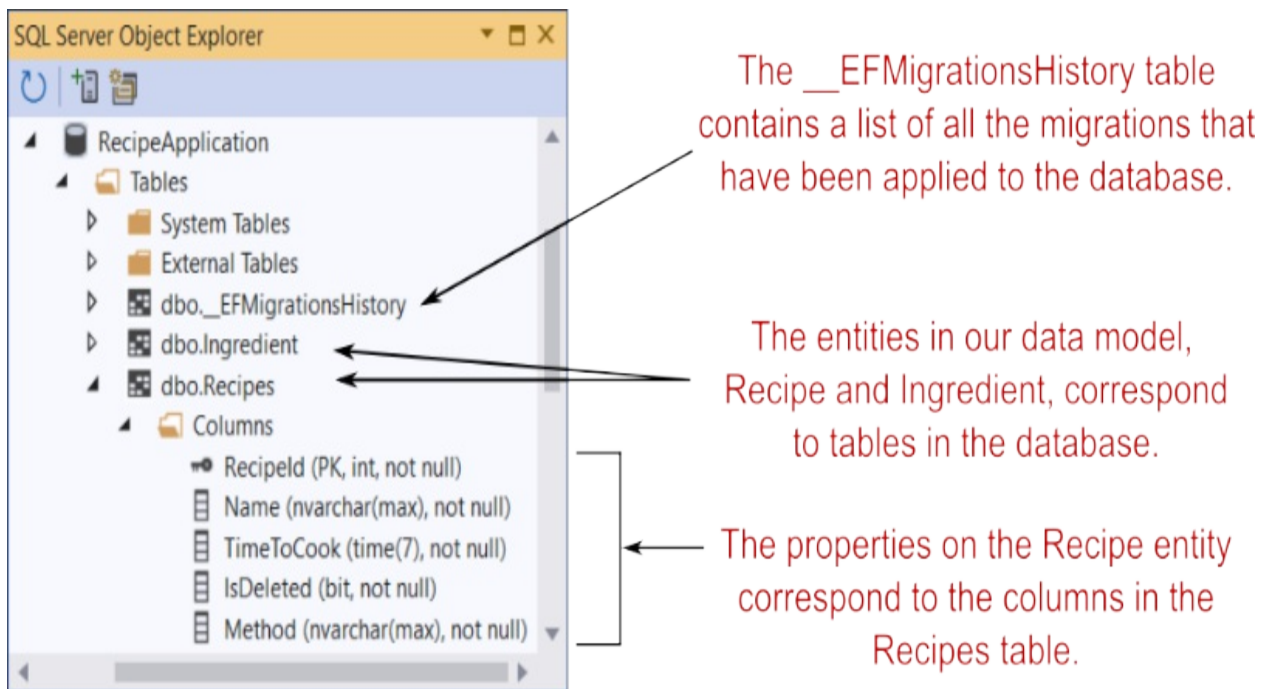 SQL Server Object Explorer
RecipeApplication
Tables
System Tables
External Tables
dbo.__EFMigrationsHistory
dbo.Ingredient
dbo.Recipes
Columns
RecipeId (PK, int, not null)
Name (nvarchar(max), not null)
TimeToCook (time(7), not null)
IsDeleted (bit, not null)
Method (nvarchar(max), not null)
The __EFMigrationsHistory table
contains a list of all the migrations that
have been applied to the database.
The entities in our data model,
Recipe and Ingredient, correspond
to tables in the database.
The properties on the Recipe entity
correspond to the columns in the
Recipes table.